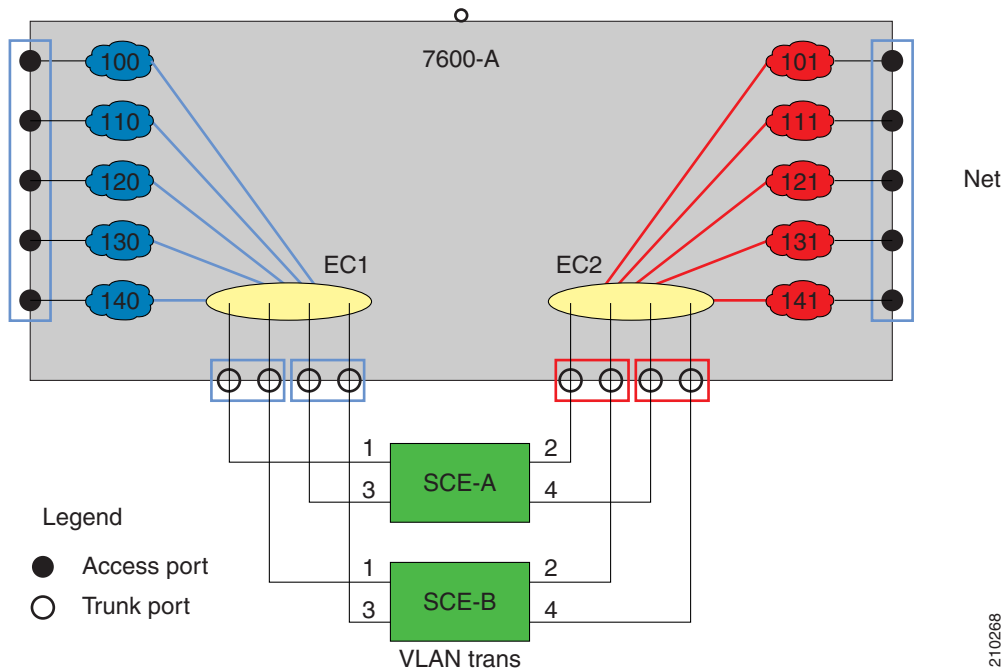 7600-A
100
101
110
111
120
121
Net
130
131
EC1
EC2
140
141
1
2
SCE-A
3
4
Legend
Access port
1
2
SCE-B
Trunk port
3
4
VLAN trans
210268